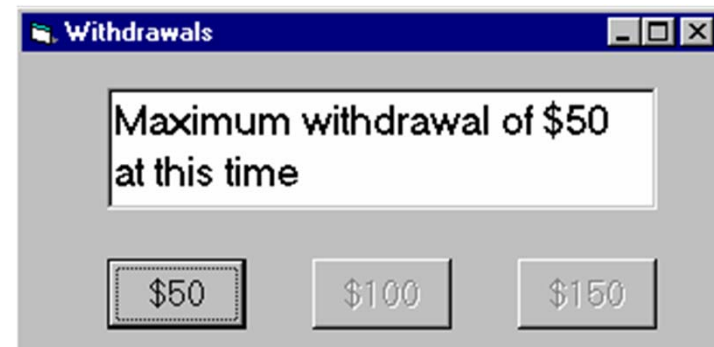 Withdrawals
Maximum withdrawal of $50
at this time
$50 $100 $150